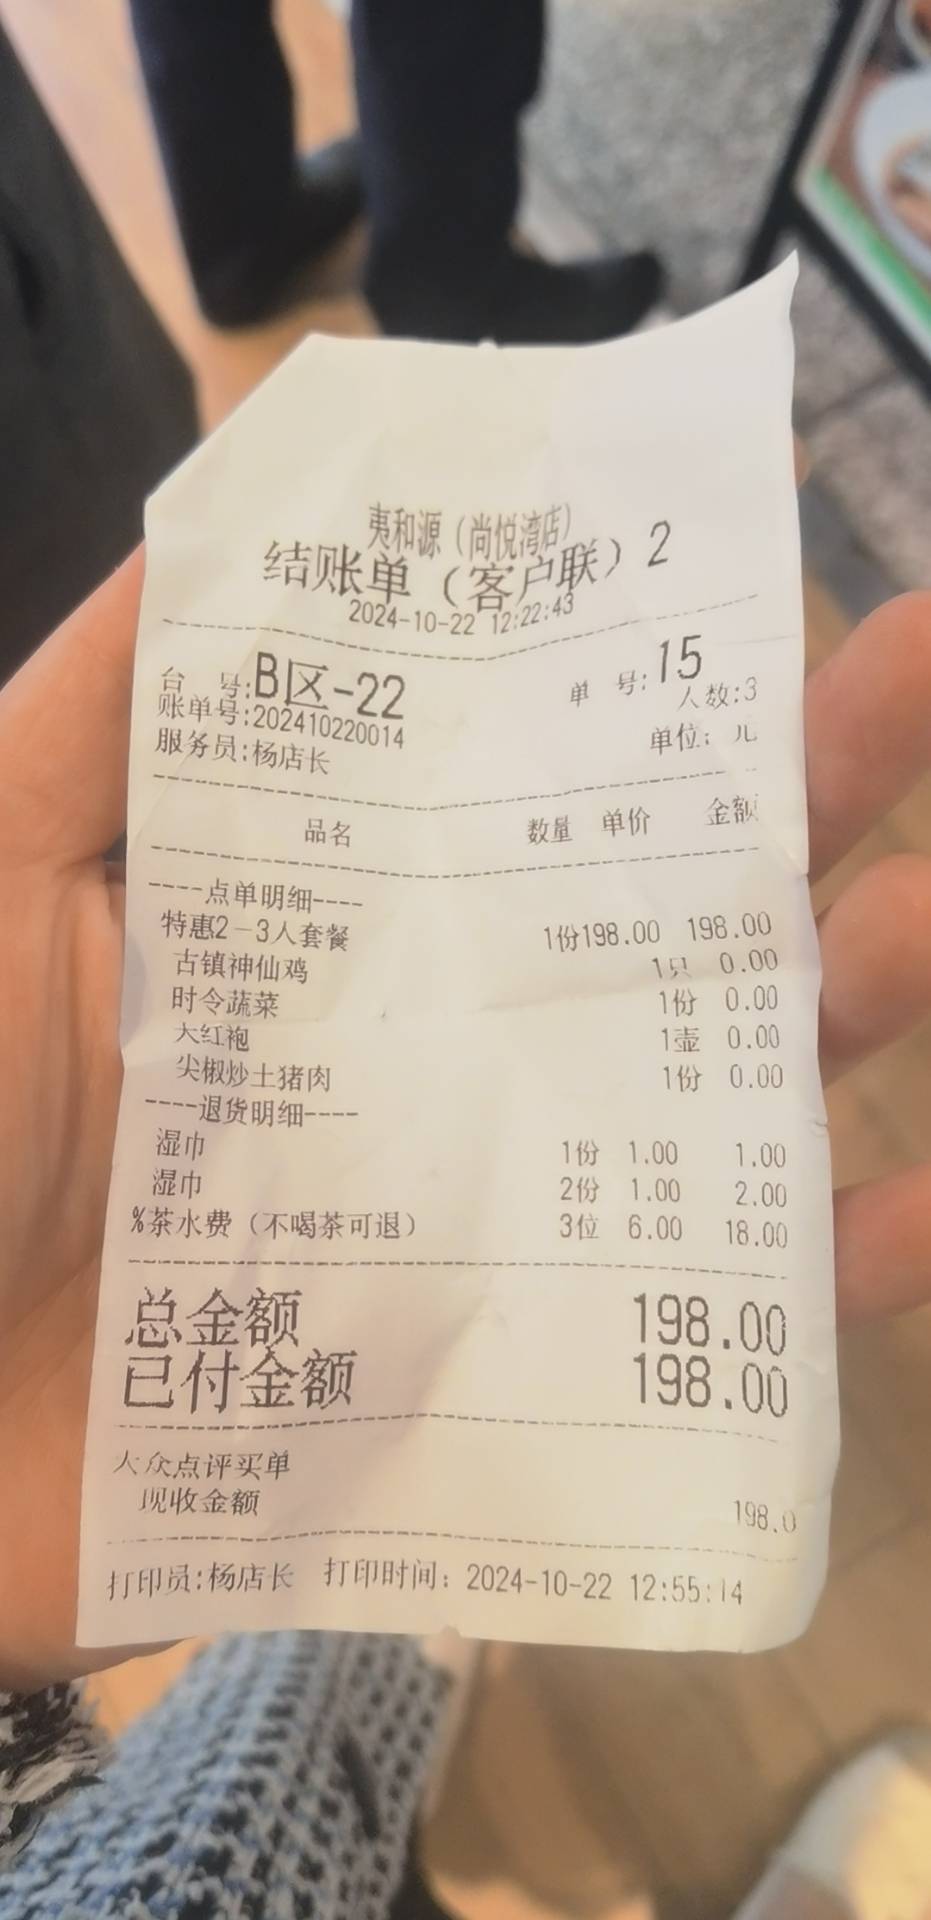 夷和源（尚悦湾店）
结账单（客户联）2
2024-10-22 12:22:43
台 号:B区-22 单 号:15
账单号:202410220014 人数:3
服务员:杨店长 单位: 元
品名 数量 单价 金额
----点单明细----
特惠2-3人套餐 1份198.00 198.00
古镇神仙鸡 1只 0.00
时令蔬菜 1份 0.00
大红袍 1壶 0.00
尖椒炒土猪肉 1份 0.00
----退货明细----
湿巾 1份 1.00 1.00
湿巾 2份 1.00 2.00
%茶水费（不喝茶可退） 3位 6.00 18.00
总金额 198.00
已付金额 198.00
大众点评买单
现收金额 198.0
打印员:杨店长 打印时间: 2024-10-22 12:55:14